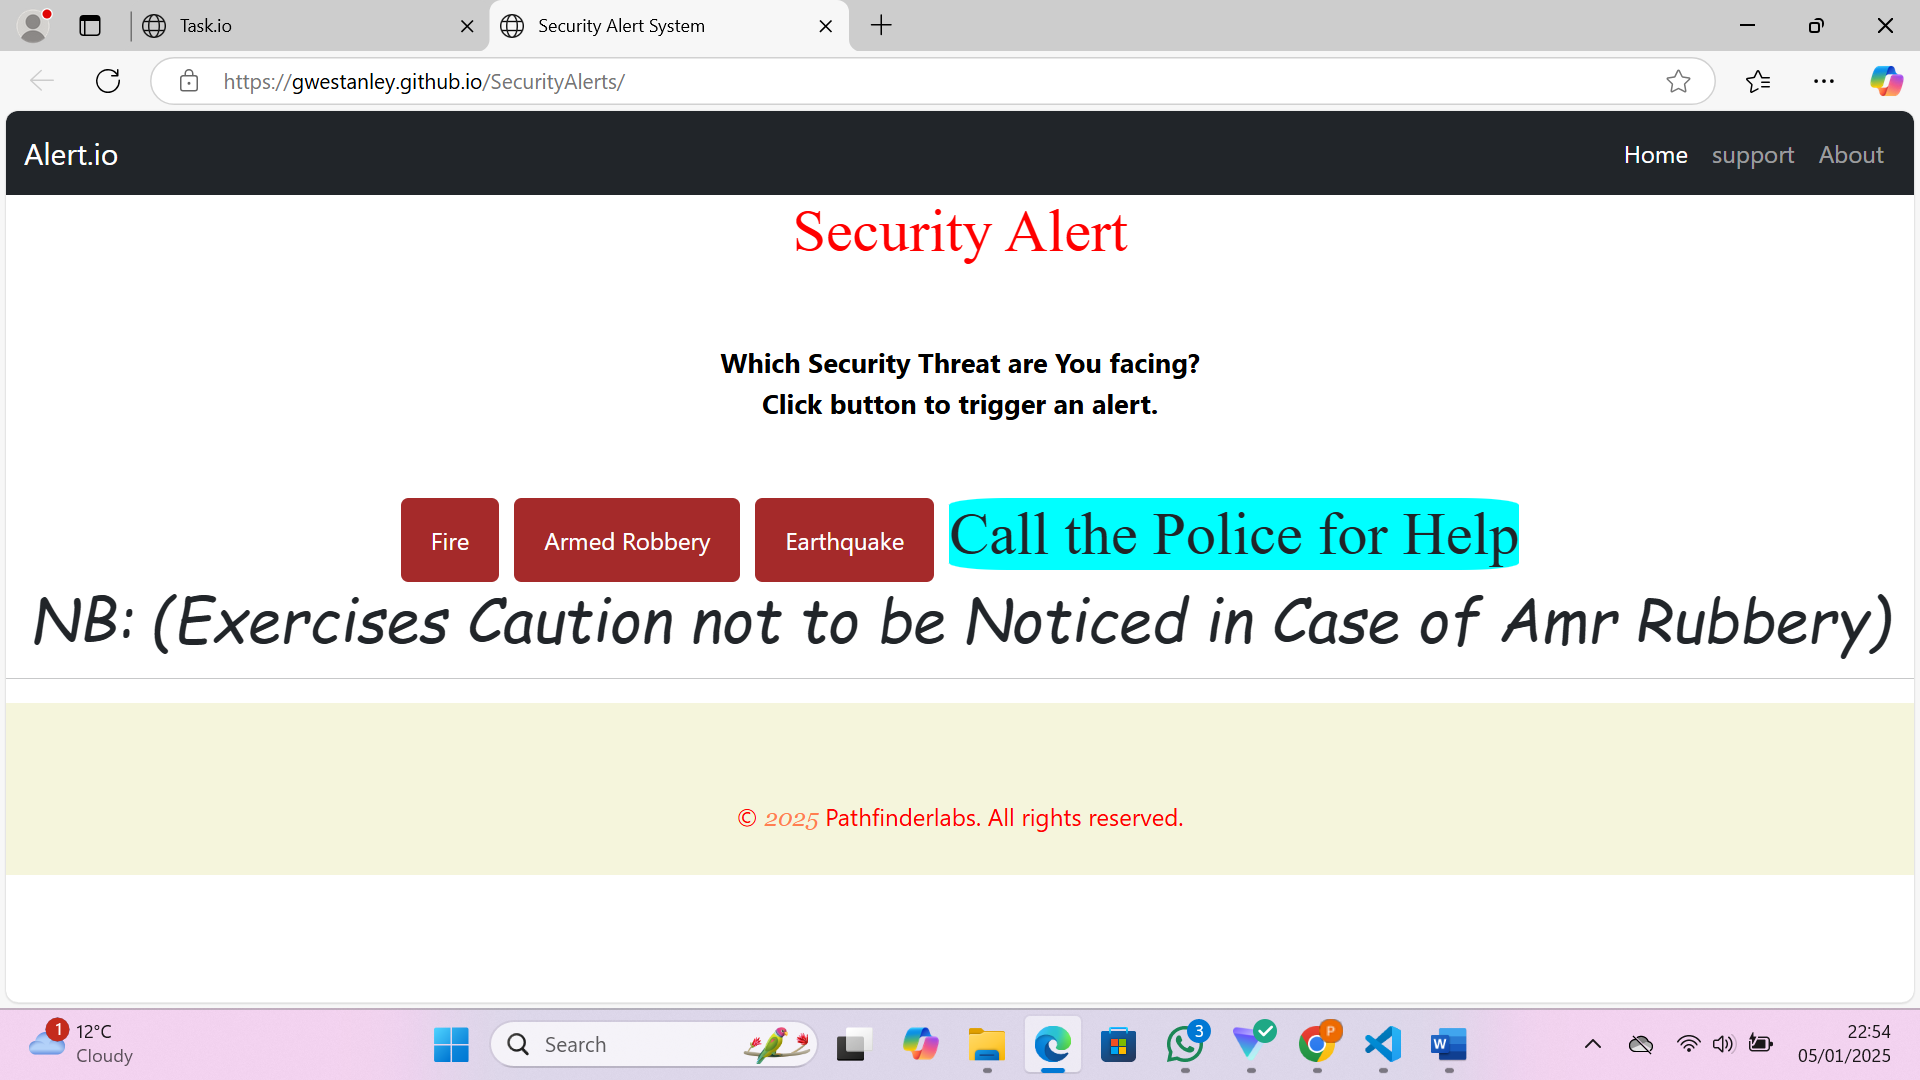 Task.io
Security Alert System
https://gwestanley.github.io/SecurityAlerts/
Alert.io
Home support About
Security Alert
Which Security Threat are You facing?
Click button to trigger an alert.
Fire Armed Robbery Earthquake Call the Police for Help
NB: (Exercises Caution not to be Noticed in Case of Amr Rubbery)
© 2025 Pathfinderlabs. All rights reserved.
1
12°C
Cloudy
Search
3
P
W
22:54
05/01/2025